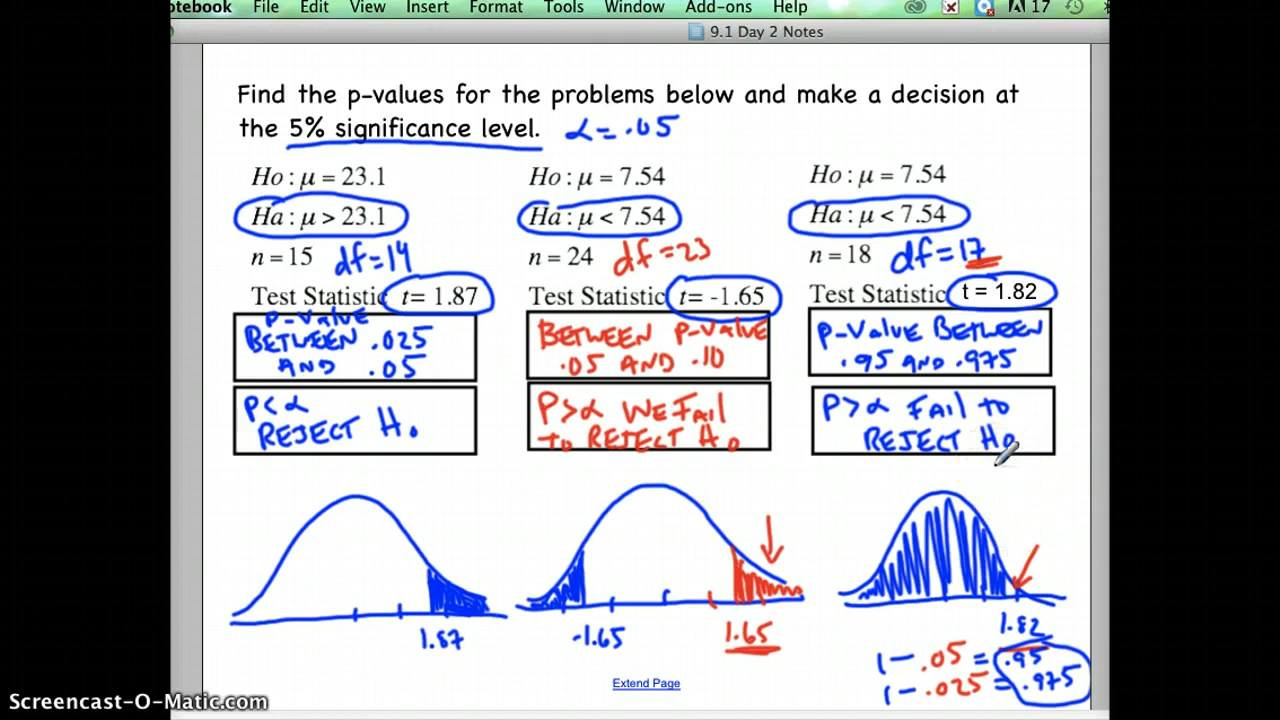 otebook File Edit View Insert Format Tools Window Add-ons Help 17
9.1 Day 2 Notes
Find the p-values for the problems below and make a decision at
the 5% significance level. α = .05
Ho : μ = 23.1
Ha : μ > 23.1
n = 15 df=14
Test Statistic t= 1.87
P-VALUE
BETWEEN .025
AND .05
P<α
REJECT H₀
1.87
Ho : μ = 7.54
Ha : μ < 7.54
n = 24 df=23
Test Statistic t= -1.65
BETWEEN P-VALUE
.05 AND .10
P>α WE FAIL
TO REJECT H₀
-1.65 1.65
Ho : μ = 7.54
Ha : μ < 7.54
n = 18 df=17
Test Statistic t = 1.82
P-VALUE BETWEEN
.95 AND .975
P>α FAIL TO
REJECT H₀
1.82
1 - .05 = .95
1 - .025 = .975
Extend Page
Screencast-O-Matic.com